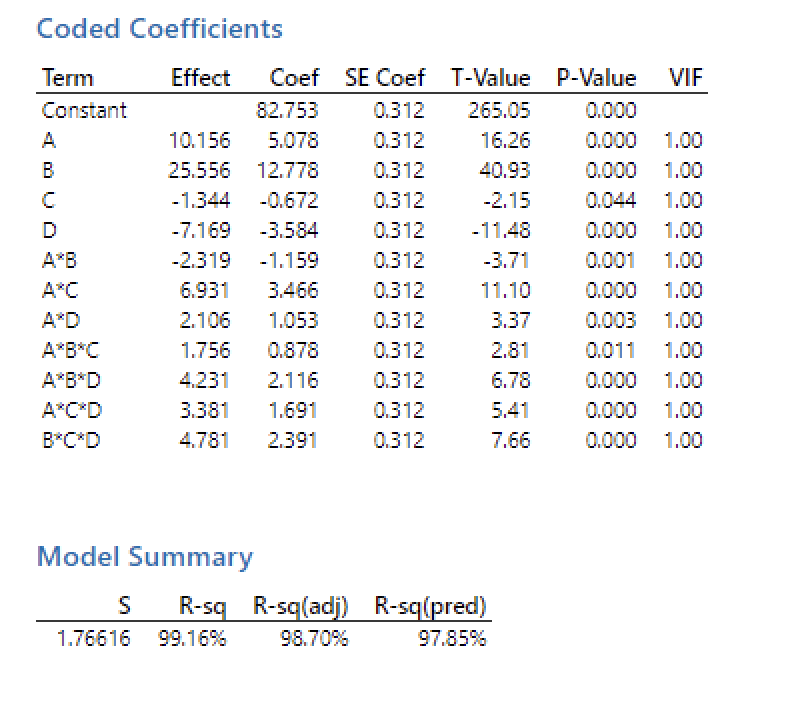 Coded Coefficients
Term Effect Coef SE Coef T-Value P-Value VIF
Constant 82.753 0.312 265.05 0.000
A 10.156 5.078 0.312 16.26 0.000 1.00
B 25.556 12.778 0.312 40.93 0.000 1.00
C -1.344 -0.672 0.312 -2.15 0.044 1.00
D -7.169 -3.584 0.312 -11.48 0.000 1.00
A*B -2.319 -1.159 0.312 -3.71 0.001 1.00
A*C 6.931 3.466 0.312 11.10 0.000 1.00
A*D 2.106 1.053 0.312 3.37 0.003 1.00
A*B*C 1.756 0.878 0.312 2.81 0.011 1.00
A*B*D 4.231 2.116 0.312 6.78 0.000 1.00
A*C*D 3.381 1.691 0.312 5.41 0.000 1.00
B*C*D 4.781 2.391 0.312 7.66 0.000 1.00
Model Summary
S R-sq R-sq(adj) R-sq(pred)
1.76616 99.16% 98.70% 97.85%